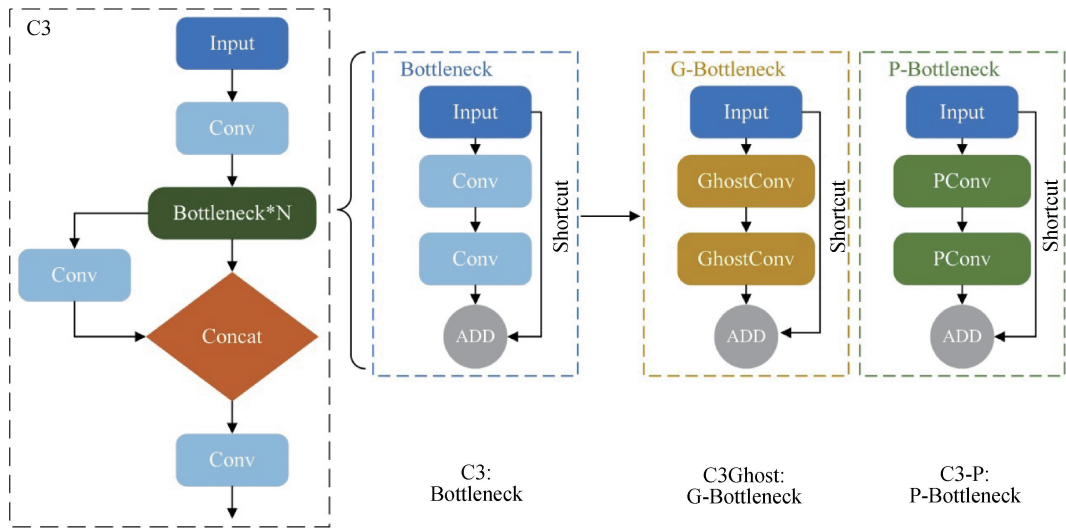 C3
Input
Conv
Bottleneck*N
Conv
Concat
Conv
Bottleneck
Input
Conv
Conv
ADD
Shortcut
G-Bottleneck
Input
GhostConv
GhostConv
ADD
Shortcut
P-Bottleneck
Input
PConv
PConv
ADD
Shortcut
C3:
Bottleneck
C3Ghost:
G-Bottleneck
C3-P:
P-Bottleneck